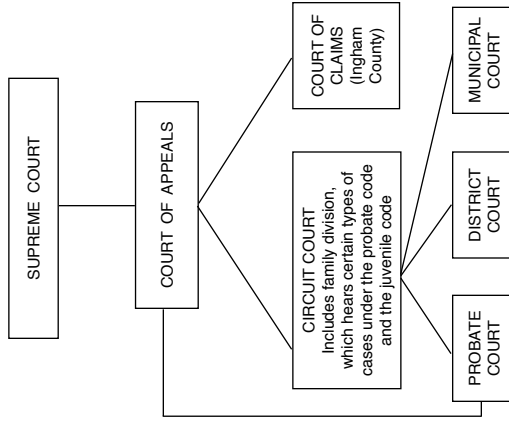 SUPREME COURT
COURT OF APPEALS
CIRCUIT COURT
Includes family division,
which hears certain types of
cases under the probate code
and the juvenile code
COURT OF
CLAIMS
(Ingham
County)
PROBATE
COURT
DISTRICT
COURT
MUNICIPAL
COURT